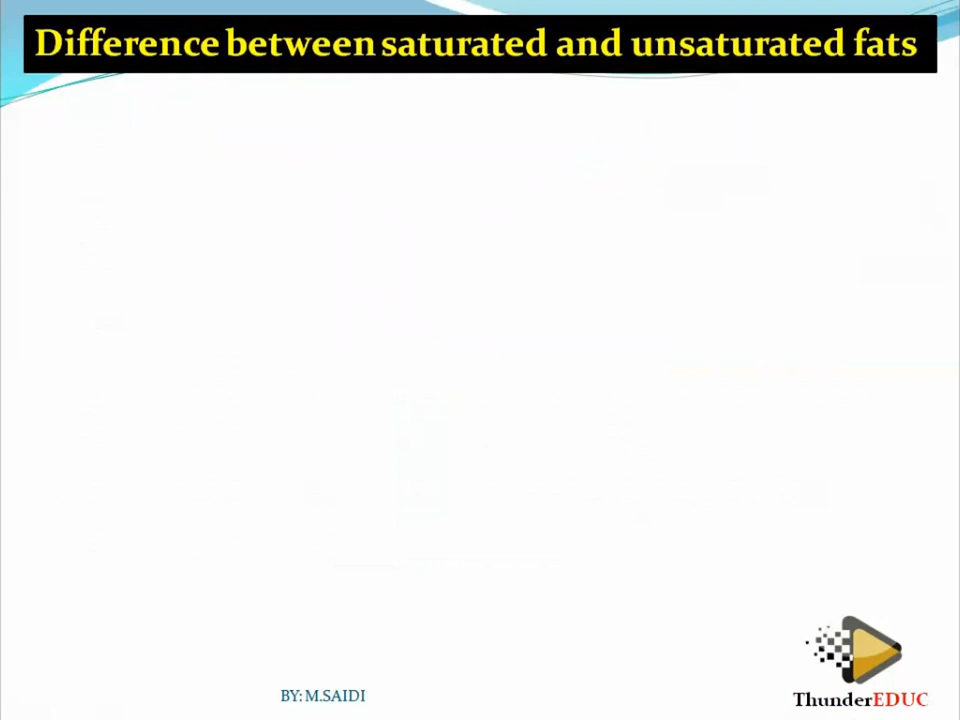 Difference between saturated and unsaturated fats
BY: M.SAIDI
ThunderEDUC